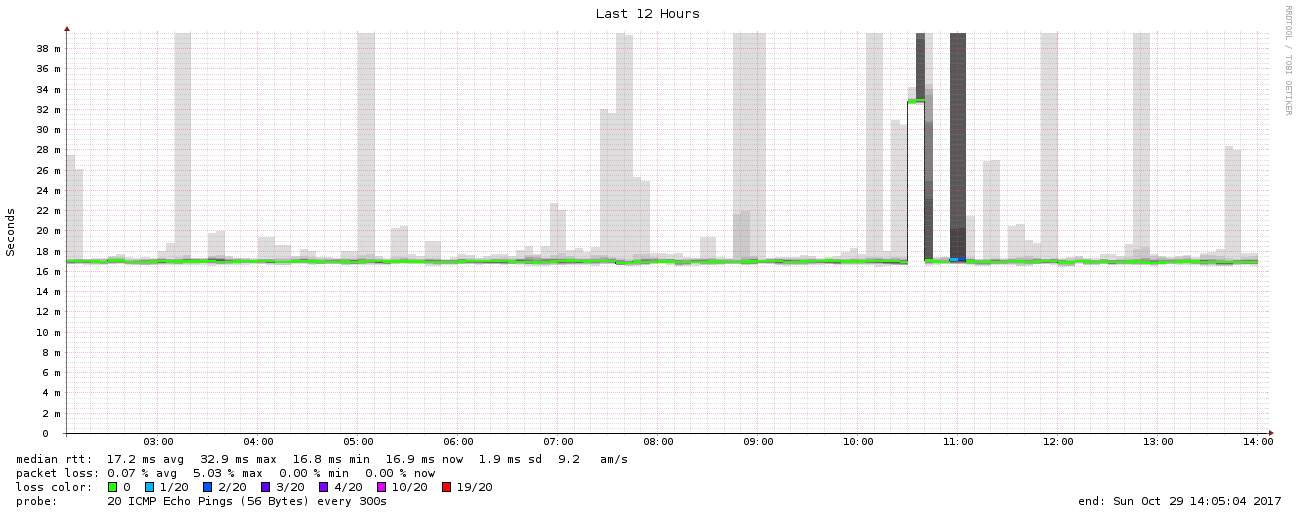 Last 12 Hours
RRDTOOL / TOBI OETIKER
Seconds
38 m
36 m
34 m
32 m
30 m
28 m
26 m
24 m
22 m
20 m
18 m
16 m
14 m
12 m
10 m
8 m
6 m
4 m
2 m
0
03:00 04:00 05:00 06:00 07:00 08:00 09:00 10:00 11:00 12:00 13:00 14:00
median rtt: 17.2 ms avg 32.9 ms max 16.8 ms min 16.9 ms now 1.9 ms sd 9.2 am/s
packet loss: 0.07 % avg 5.03 % max 0.00 % min 0.00 % now
loss color: 0 1/20 2/20 3/20 4/20 10/20 19/20
probe: 20 ICMP Echo Pings (56 Bytes) every 300s end: Sun Oct 29 14:05:04 2017